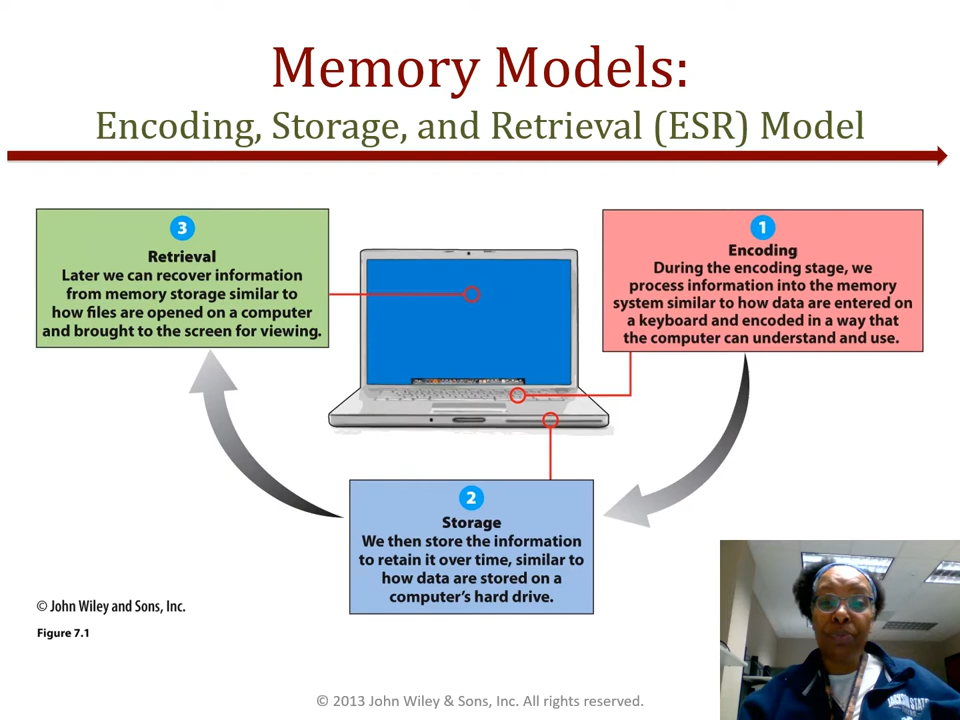 Memory Models:
Encoding, Storage, and Retrieval (ESR) Model
3
Retrieval
Later we can recover information
from memory storage similar to
how files are opened on a computer
and brought to the screen for viewing.
1
Encoding
During the encoding stage, we
process information into the memory
system similar to how data are entered on
a keyboard and encoded in a way that
the computer can understand and use.
2
Storage
We then store the information
to retain it over time, similar to
how data are stored on a
computer's hard drive.
© John Wiley and Sons, Inc.
Figure 7.1
JACKSON STATE
© 2013 John Wiley & Sons, Inc. All rights reserved.